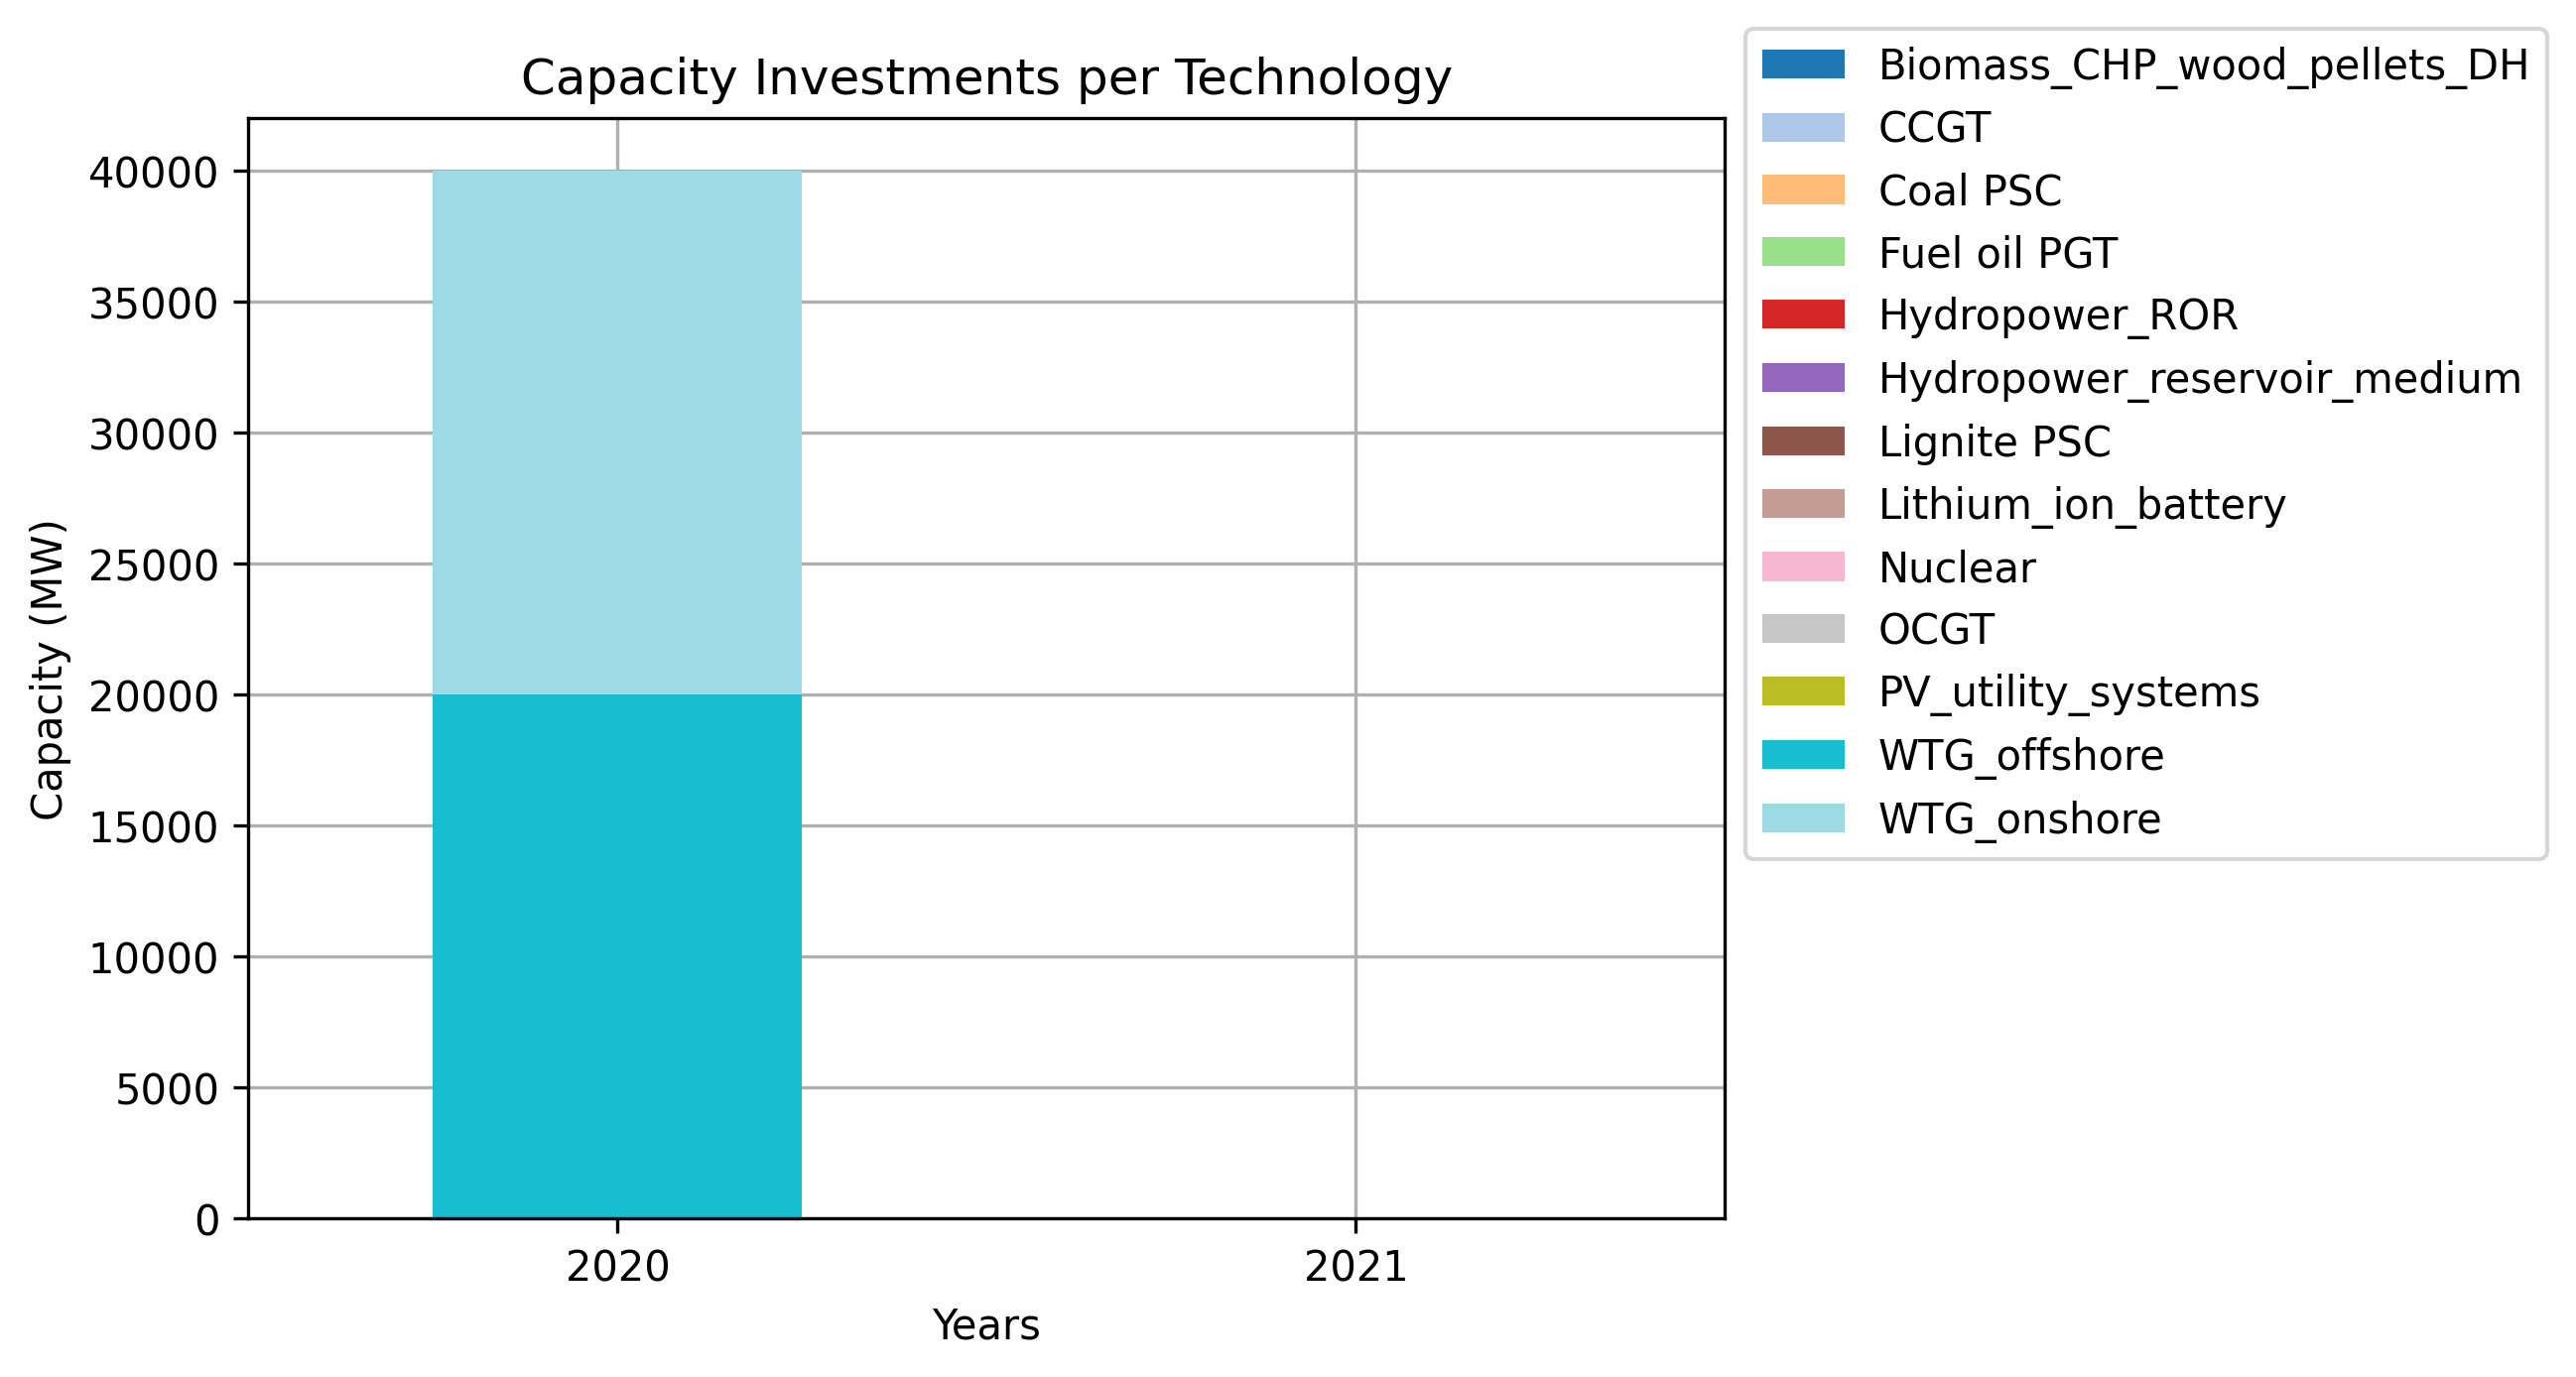 Capacity Investments per Technology
Capacity (MW)
40000
35000
30000
25000
20000
15000
10000
5000
0
2020
2021
Years
Biomass_CHP_wood_pellets_DH
CCGT
Coal PSC
Fuel oil PGT
Hydropower_ROR
Hydropower_reservoir_medium
Lignite PSC
Lithium_ion_battery
Nuclear
OCGT
PV_utility_systems
WTG_offshore
WTG_onshore